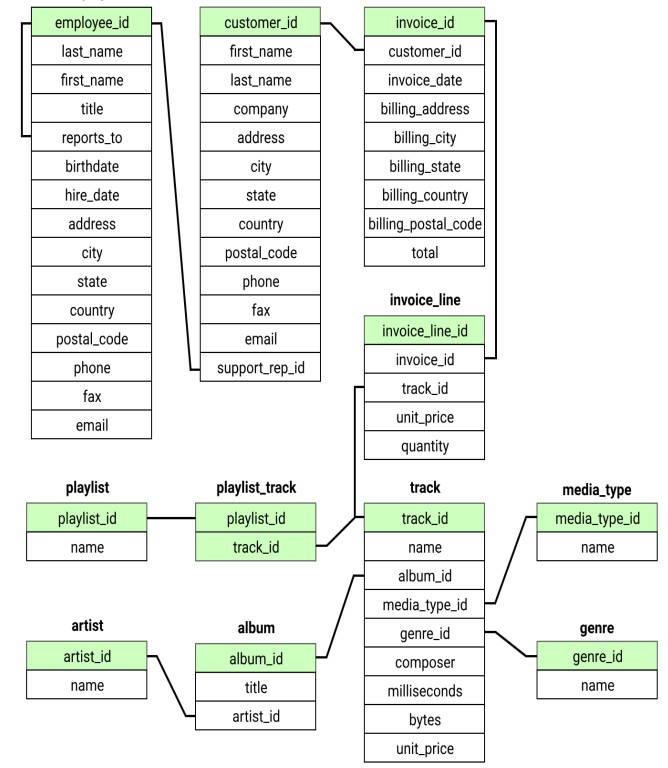 employee_id
last_name
first_name
title
reports_to
birthdate
hire_date
address
city
state
country
postal_code
phone
fax
email
customer_id
first_name
last_name
company
address
city
state
country
postal_code
phone
fax
email
support_rep_id
invoice_id
customer_id
invoice_date
billing_address
billing_city
billing_state
billing_country
billing_postal_code
total
invoice_line
invoice_line_id
invoice_id
track_id
unit_price
quantity
playlist
playlist_id
name
playlist_track
playlist_id
track_id
track
track_id
name
album_id
media_type_id
genre_id
composer
milliseconds
bytes
unit_price
media_type
media_type_id
name
artist
artist_id
name
album
album_id
title
artist_id
genre
genre_id
name